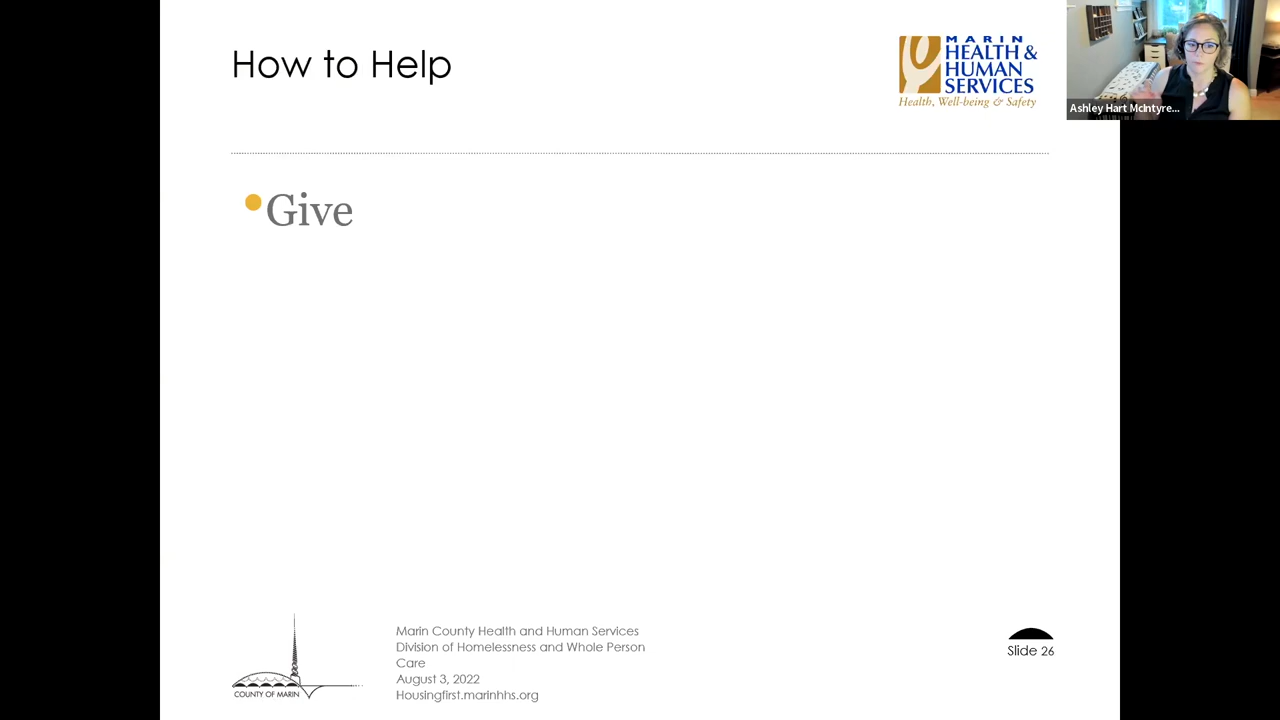 How to Help
MARIN
HEALTH &
HUMAN
SERVICES
Health, Well-being & Safety
Ashley Hart McIntyre...
•Give
COUNTY OF MARIN
Marin County Health and Human Services
Division of Homelessness and Whole Person
Care
August 3, 2022
Housingfirst.marinhhs.org
Slide 26